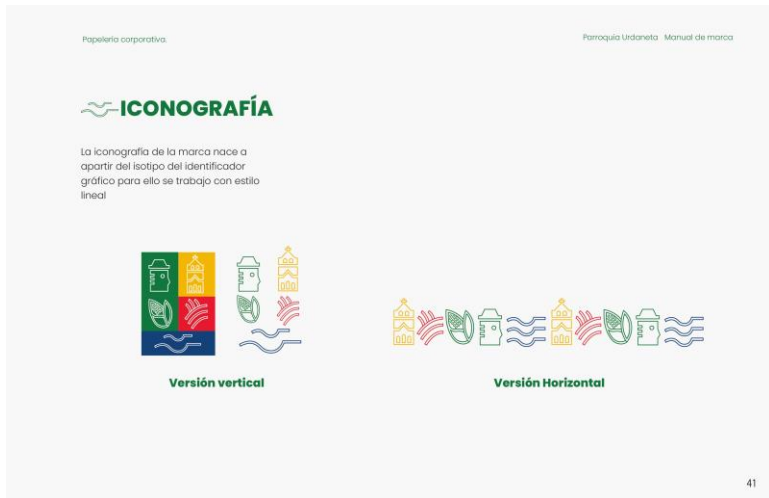 Papelería corporativa.
Parroquia Urdaneta Manual de marca
ICONOGRAFÍA
La iconografía de la marca nace a
apartir del isotipo del identificador
gráfico para ello se trabajo con estilo
lineal
Versión vertical
Versión Horizontal
41